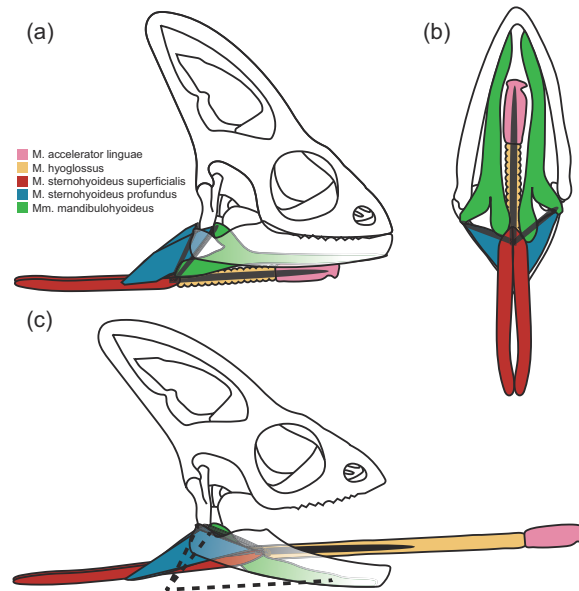 (a)
(b)
M. accelerator linguae
M. hyoglossus
M. sternohyoideus superficialis
M. sternohyoideus profundus
Mm. mandibulohyoideus
(c)